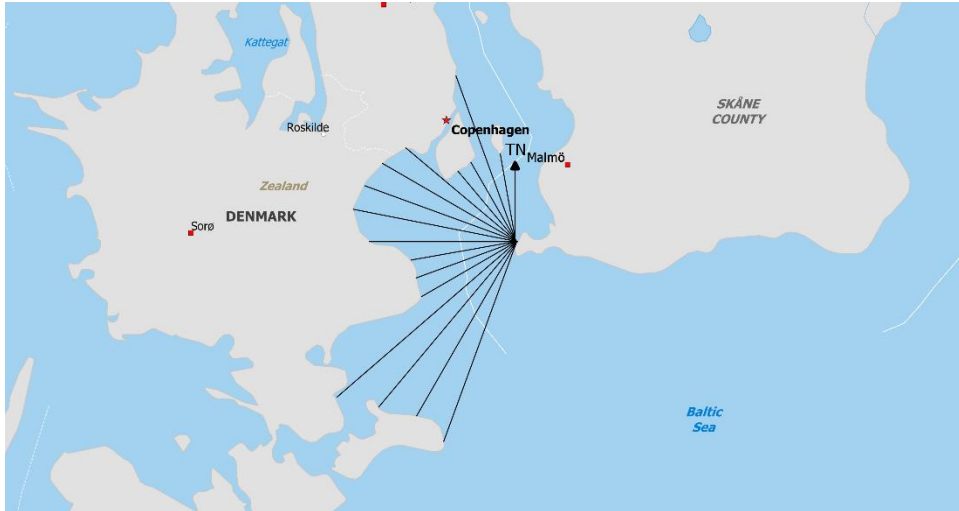 Kattegat
SKÅNE
COUNTY
Roskilde
Copenhagen
TN
Malmö
Zealand
DENMARK
Sorø
Baltic
Sea